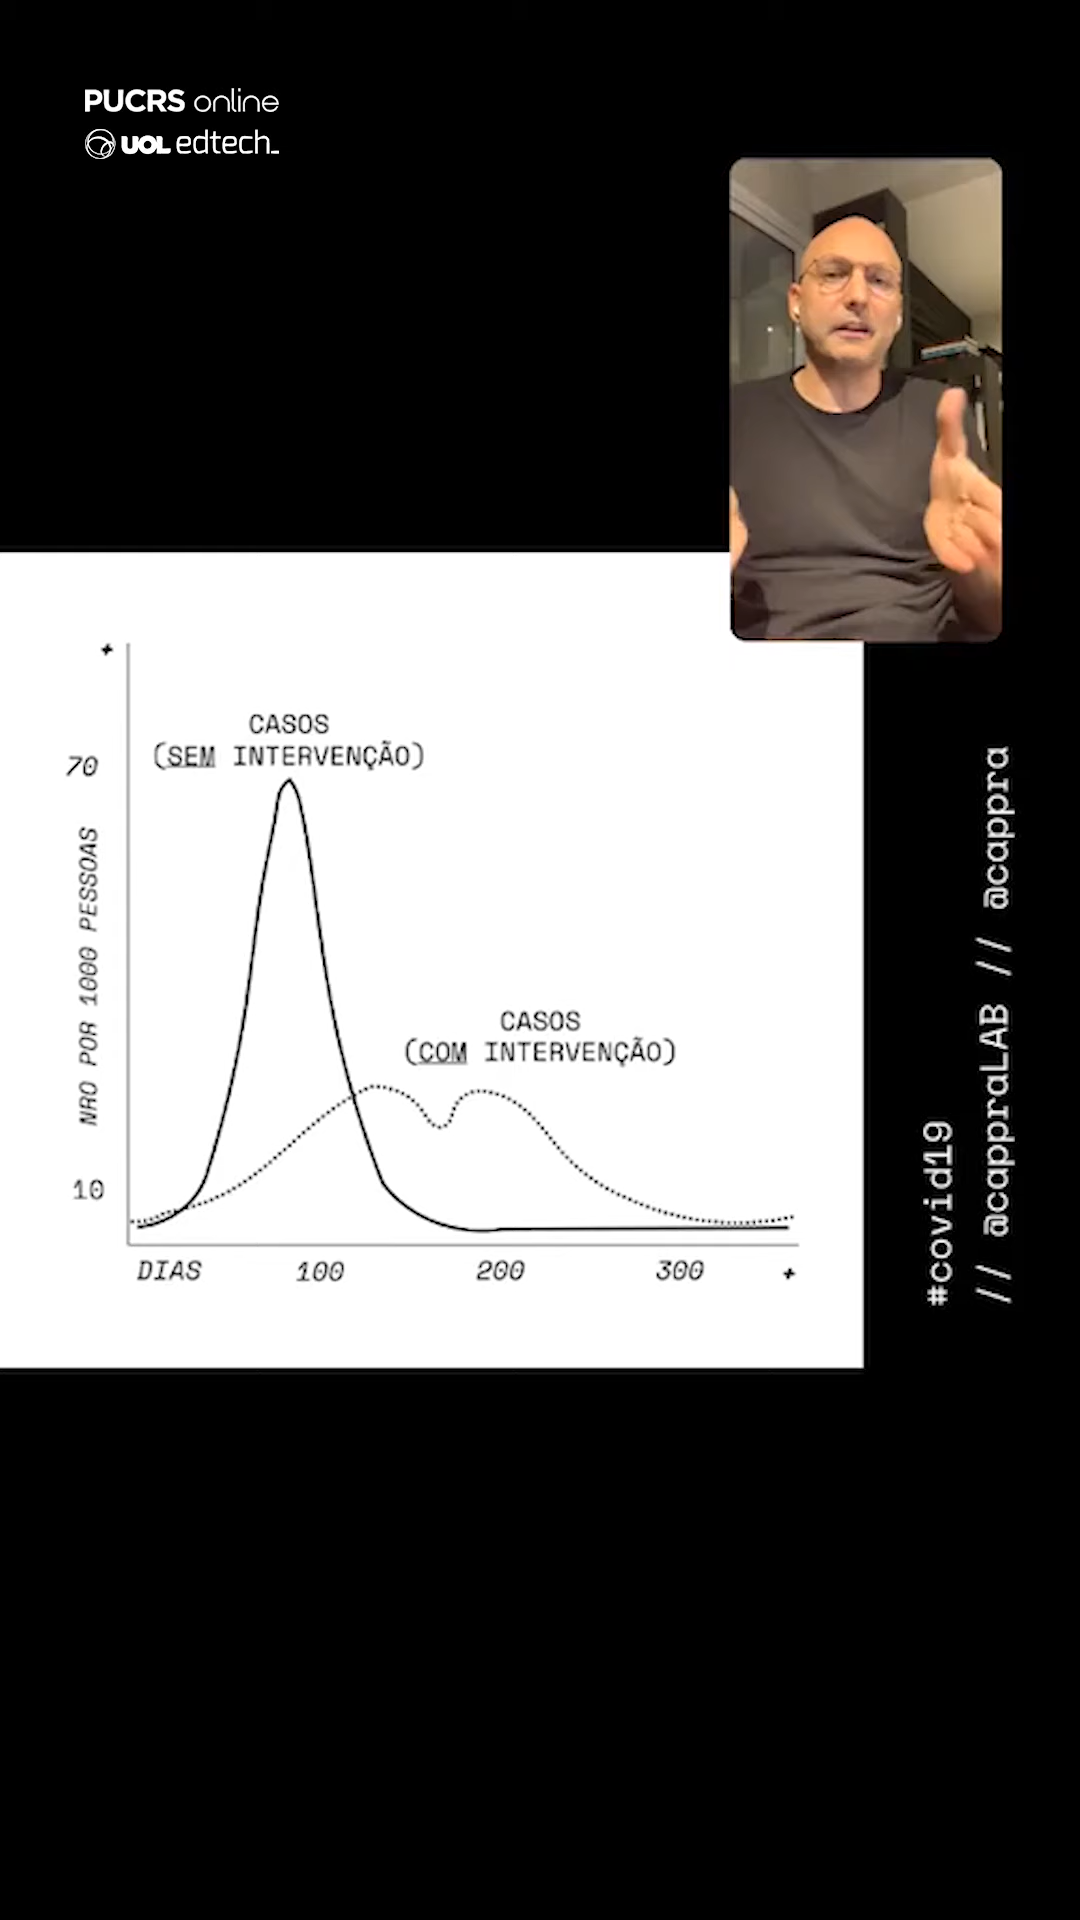 PUCRS online
UOL edtech_
+
CASOS
(SEM INTERVENÇÃO)
70
NRO POR 1000 PESSOAS
CASOS
(COM INTERVENÇÃO)
10
DIAS 100 200 300 +
#covid19
// @cappraLAB // @cappra